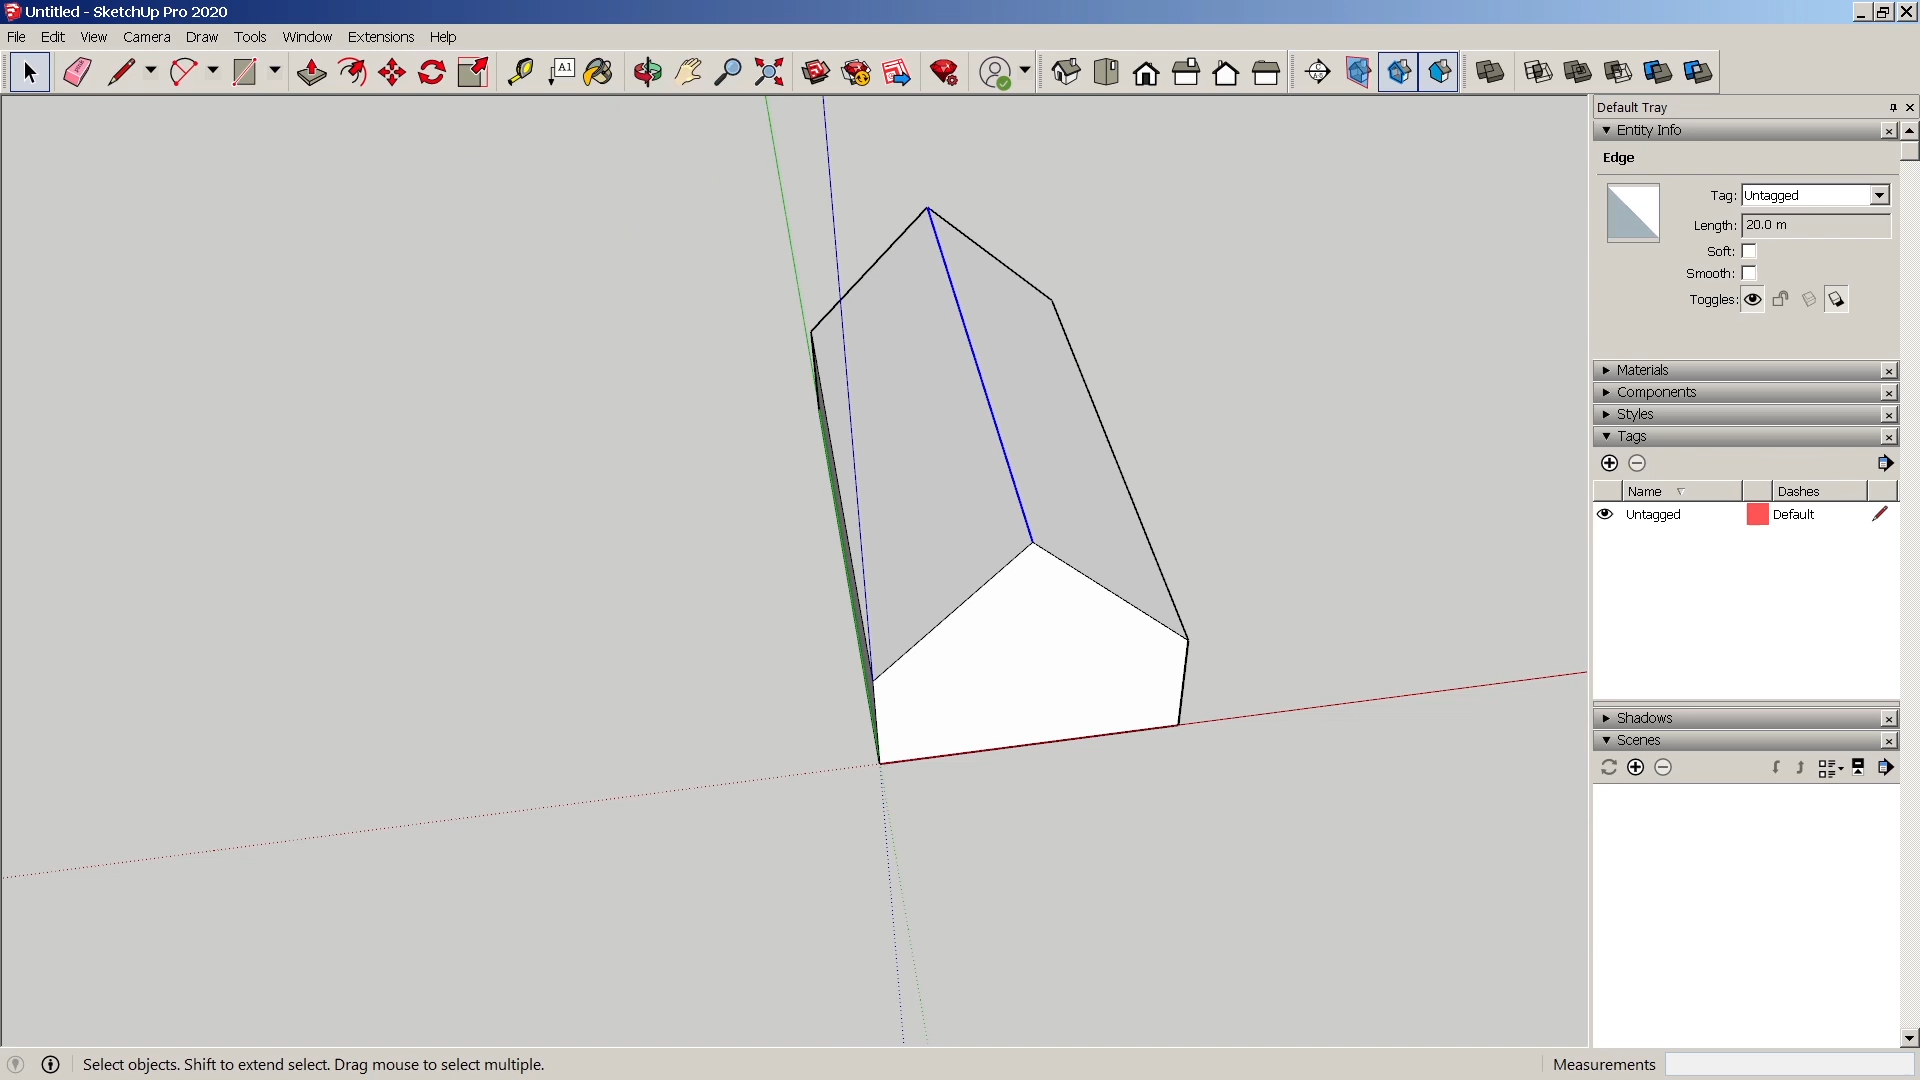 Untitled - SketchUp Pro 2020
File Edit View Camera Draw Tools Window Extensions Help
A1
Default Tray
Entity Info
Edge
Tag: Untagged
Length: 20.0 m
Soft:
Smooth:
Toggles:
Materials
Components
Styles
Tags
Name Dashes
Untagged Default
Shadows
Scenes
Select objects. Shift to extend select. Drag mouse to select multiple.
Measurements